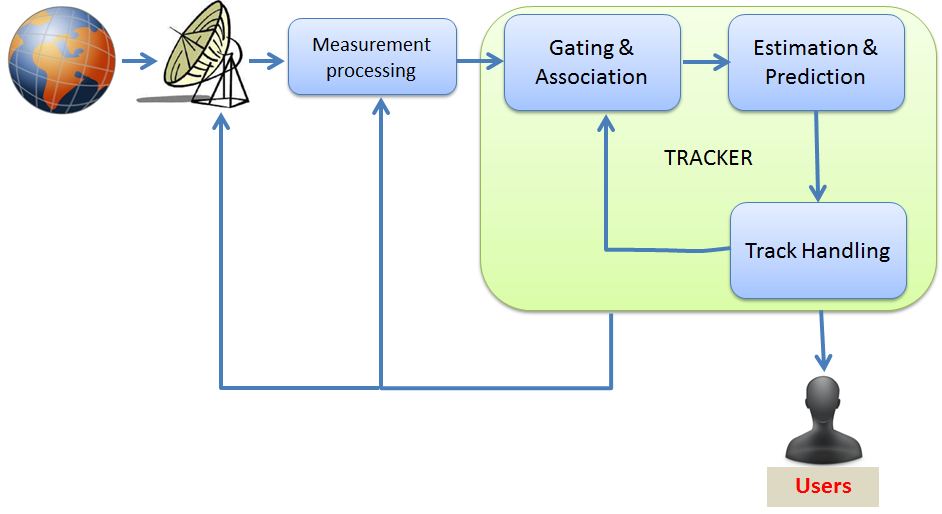 Measurement
processing
Gating &
Association
Estimation &
Prediction
TRACKER
Track Handling
Users